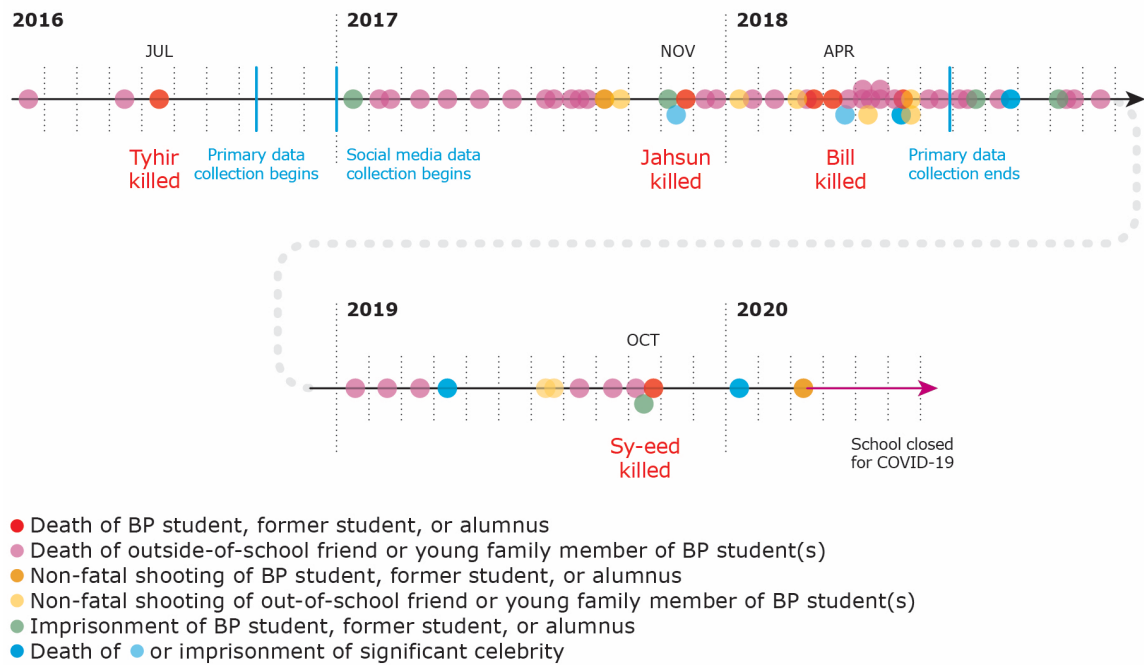 2016
2017
2018
JUL
NOV
APR
Tyhir
killed
Primary data
collection begins
Social media data
collection begins
Jahsun
killed
Bill
killed
Primary data
collection ends
2019
2020
OCT
Sy-eed
killed
School closed
for COVID-19
Death of BP student, former student, or alumnus
Death of outside-of-school friend or young family member of BP student(s)
Non-fatal shooting of BP student, former student, or alumnus
Non-fatal shooting of out-of-school friend or young family member of BP student(s)
Imprisonment of BP student, former student, or alumnus
Death of or imprisonment of significant celebrity